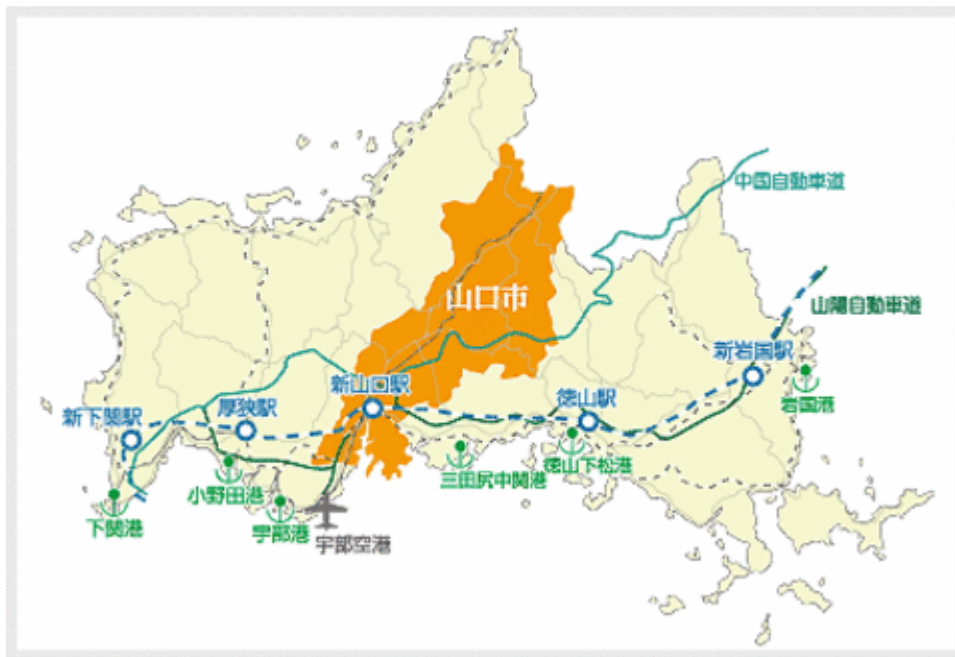 中国自動車道
山口市
山陽自動車道
新岩国駅
新山口駅
徳山駅
岩国港
厚狭駅
新下関駅
三田尻中関港
徳山下松港
小野田港
下関港
宇部港
宇部空港